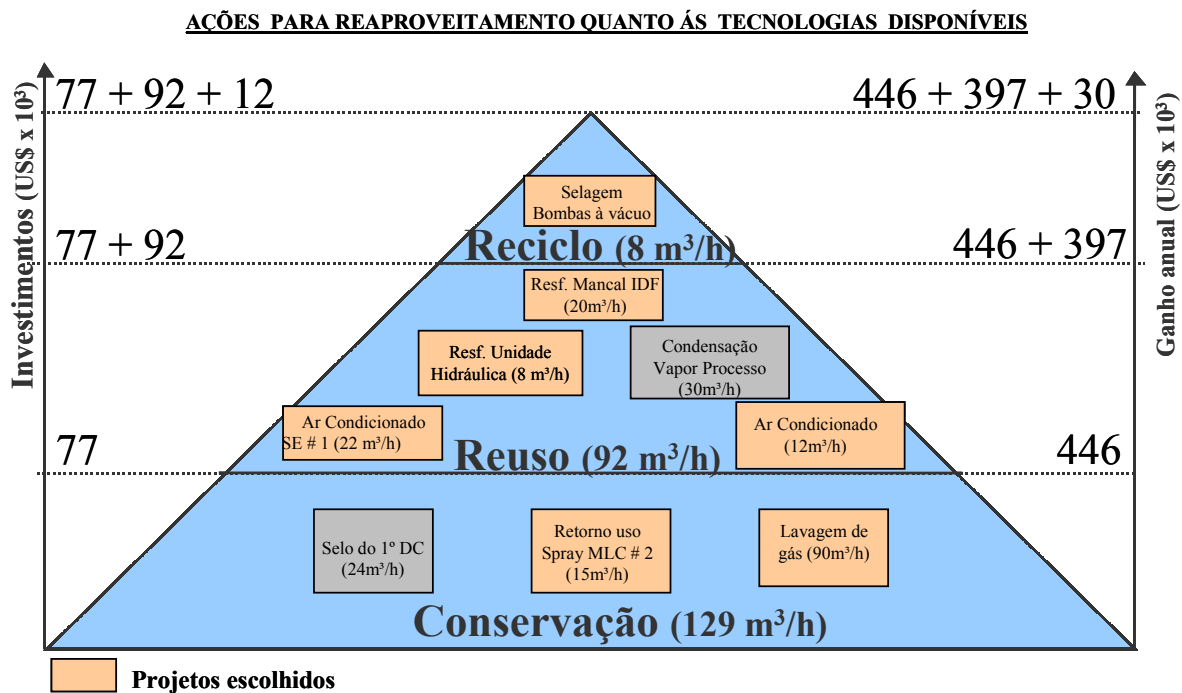 AÇÕES PARA REAPROVEITAMENTO QUANTO ÁS TECNOLOGIAS DISPONÍVEIS
Investimentos (US$ x 10³)
Ganho anual (US$ x 10³)
77 + 92 + 12
446 + 397 + 30
Selagem
Bombas à vácuo
Reciclo (8 m³/h)
77 + 92
446 + 397
Resf. Mancal IDF
(20m³/h)
Resf. Unidade
Hidráulica (8 m³/h)
Condensação
Vapor Processo
(30m³/h)
Ar Condicionado
SE # 1 (22 m³/h)
Ar Condicionado
(12m³/h)
Reuso (92 m³/h)
77
446
Selo do 1º DC
(24m³/h)
Retorno uso
Spray MLC # 2
(15m³/h)
Lavagem de
gás (90m³/h)
Conservação (129 m³/h)
Projetos escolhidos